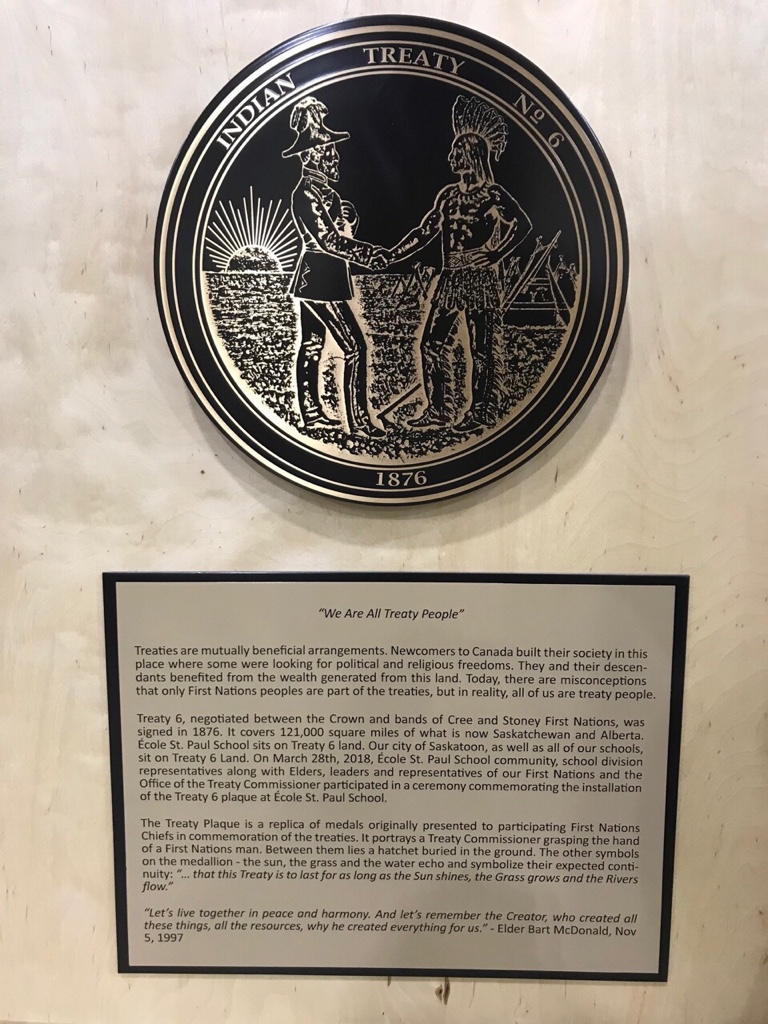 INDIAN TREATY Nº 6
1876
“We Are All Treaty People”
Treaties are mutually beneficial arrangements. Newcomers to Canada built their society in this
place where some were looking for political and religious freedoms. They and their descen-
dants benefited from the wealth generated from this land. Today, there are misconceptions
that only First Nations peoples are part of the treaties, but in reality, all of us are treaty people.
Treaty 6, negotiated between the Crown and bands of Cree and Stoney First Nations, was
signed in 1876. It covers 121,000 square miles of what is now Saskatchewan and Alberta.
École St. Paul School sits on Treaty 6 land. Our city of Saskatoon, as well as all of our schools,
sit on Treaty 6 Land. On March 28th, 2018, École St. Paul School community, school division
representatives along with Elders, leaders and representatives of our First Nations and the
Office of the Treaty Commissioner participated in a ceremony commemorating the installation
of the Treaty 6 plaque at École St. Paul School.
The Treaty Plaque is a replica of medals originally presented to participating First Nations
Chiefs in commemoration of the treaties. It portrays a Treaty Commissioner grasping the hand
of a First Nations man. Between them lies a hatchet buried in the ground. The other symbols
on the medallion - the sun, the grass and the water echo and symbolize their expected conti-
nuity: “... that this Treaty is to last for as long as the Sun shines, the Grass grows and the Rivers
flow.”
“Let’s live together in peace and harmony. And let’s remember the Creator, who created all
these things, all the resources, why he created everything for us.” - Elder Bart McDonald, Nov
5, 1997